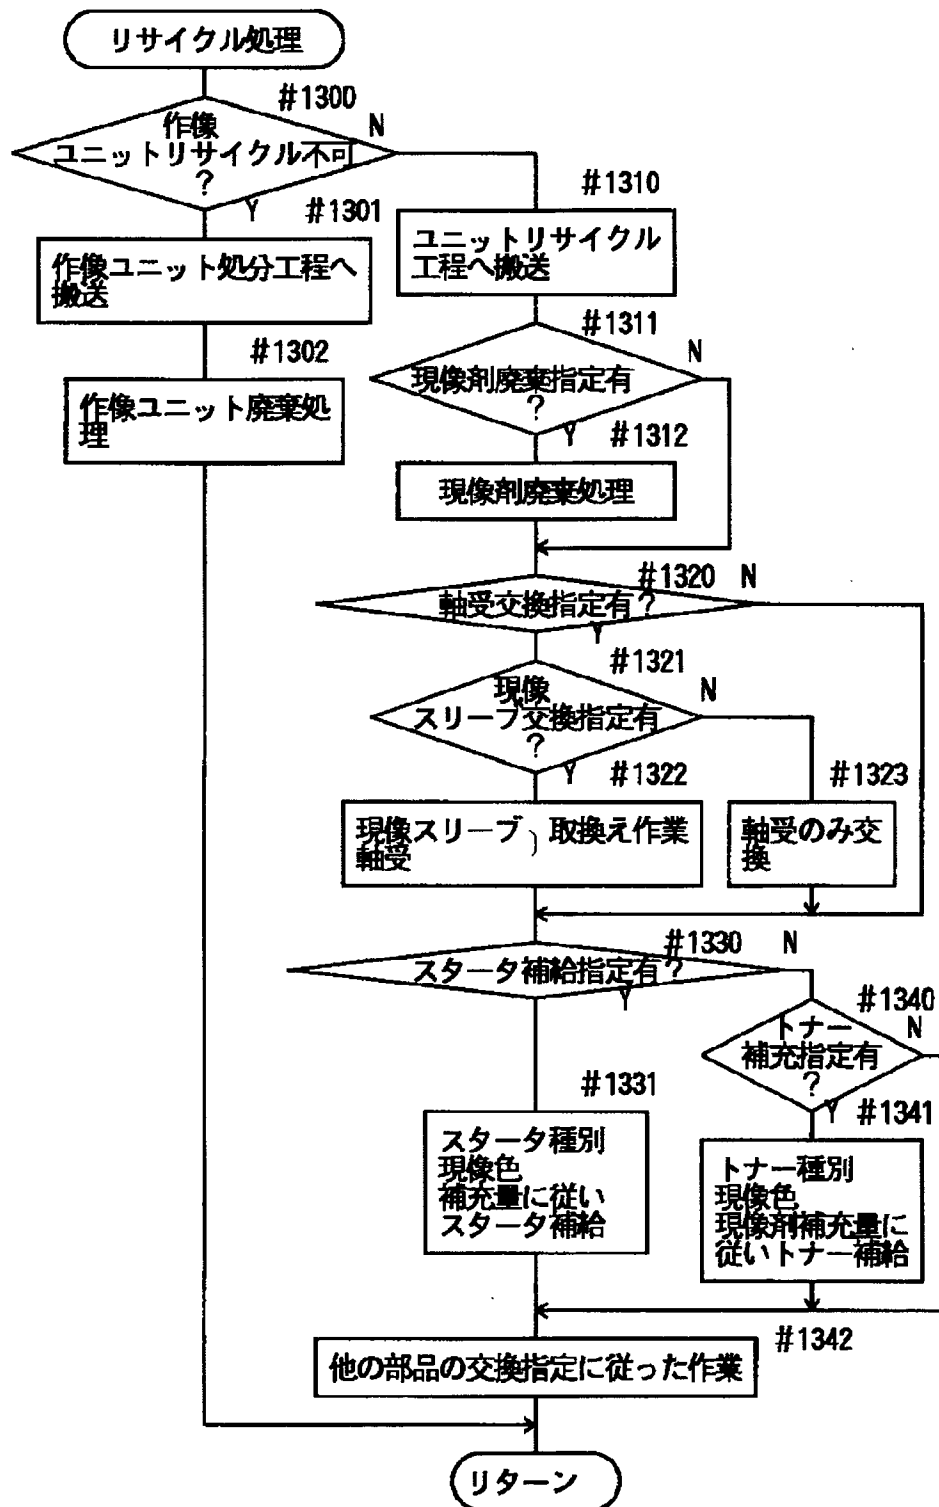 リサイクル処理
#1300
作像
ユニットリサイクル不可
?
N
Y
#1301
作像ユニット処分工程へ
搬送
#1302
作像ユニット廃棄処
理
#1310
ユニットリサイクル
工程へ搬送
#1311
現像剤廃棄指定有
?
N
Y
#1312
現像剤廃棄処理
#1320
N
軸受交換指定有?
Y
#1321
現像
スリーブ交換指定有
?
N
Y
#1322
現像スリーブ
軸受
} 取換え作業
#1323
軸受のみ交
換
#1330
N
スタータ補給指定有?
Y
#1331
スタータ種別
現像色
補充量に従い
スタータ補給
#1340
トナー
補充指定有
?
N
Y
#1341
トナー種別
現像色
現像剤補充量に
従いトナー補給
#1342
他の部品の交換指定に従った作業
リターン